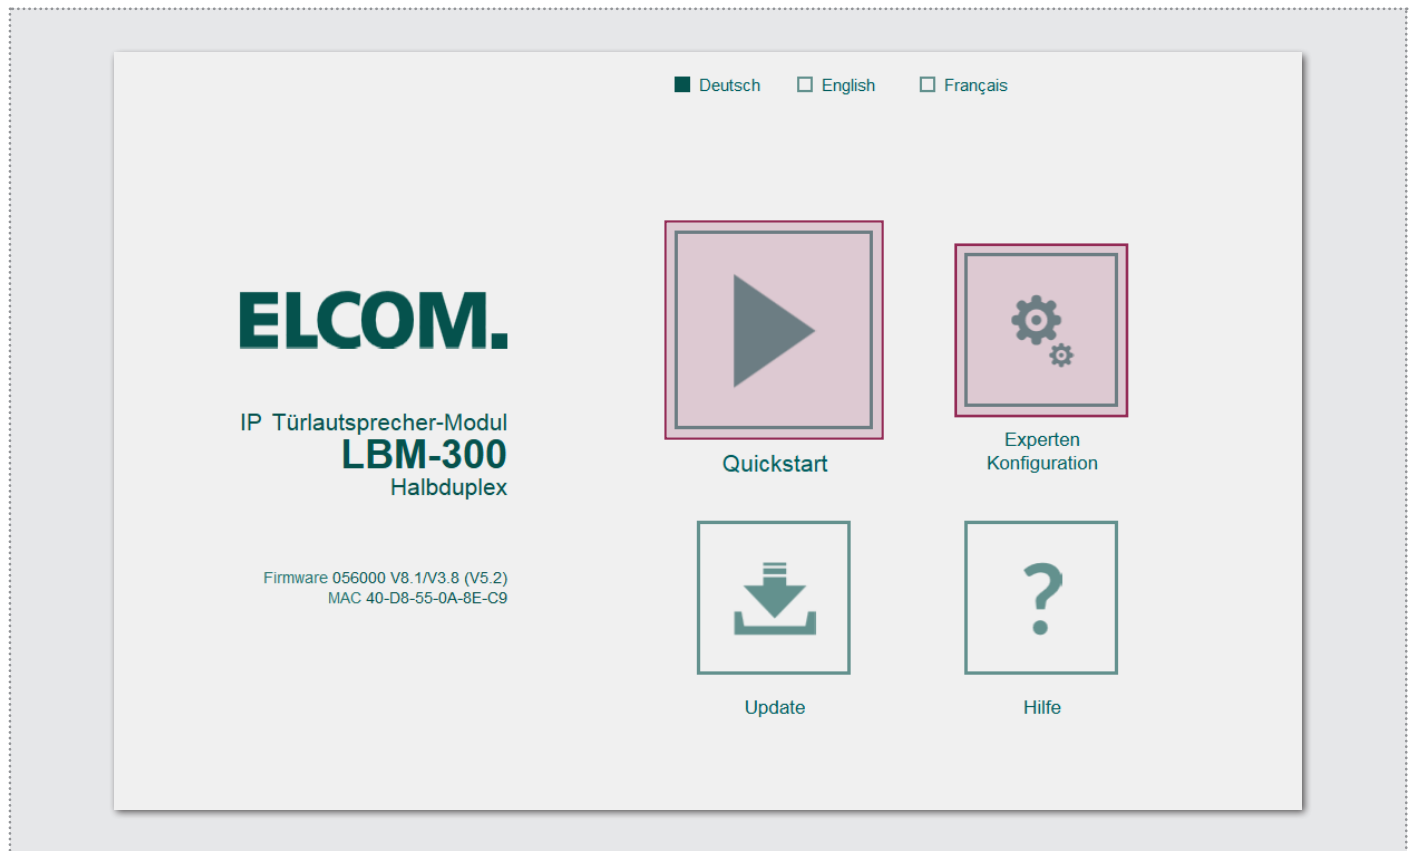 Deutsch English Français
ELCOM.
IP Türlautsprecher-Modul
LBM-300
Halbduplex
Firmware 056000 V8.1/V3.8 (V5.2)
MAC 40-D8-55-0A-8E-C9
Quickstart
Experten
Konfiguration
Update
Hilfe